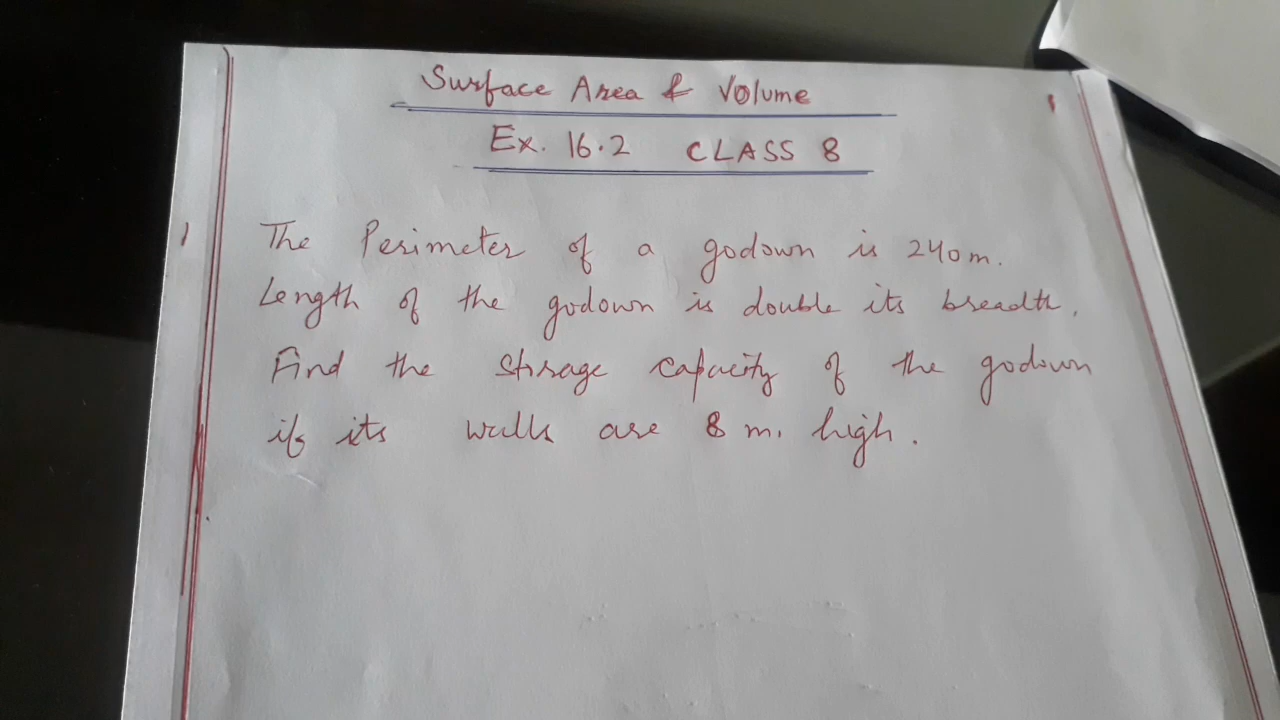 Surface Area & Volume
Ex. 16.2 CLASS 8
The Perimeter of a godown is 240m.
Length of the godown is double its breadth.
Find the storage capacity of the godown
if its walls are 8 m. high.